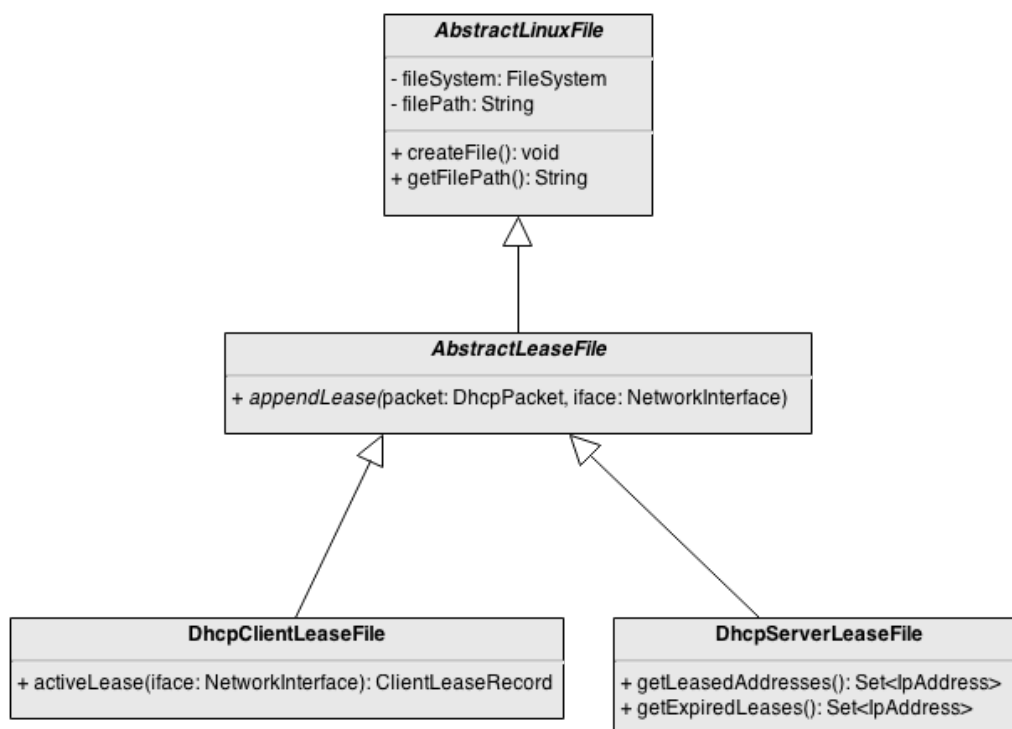 AbstractLinuxFile
- fileSystem: FileSystem
- filePath: String
+ createFile(): void
+ getFilePath(): String
AbstractLeaseFile
+ appendLease(packet: DhcpPacket, iface: NetworkInterface)
DhcpClientLeaseFile
+ activeLease(iface: NetworkInterface): ClientLeaseRecord
DhcpServerLeaseFile
+ getLeasedAddresses(): Set<IpAddress>
+ getExpiredLeases(): Set<IpAddress>